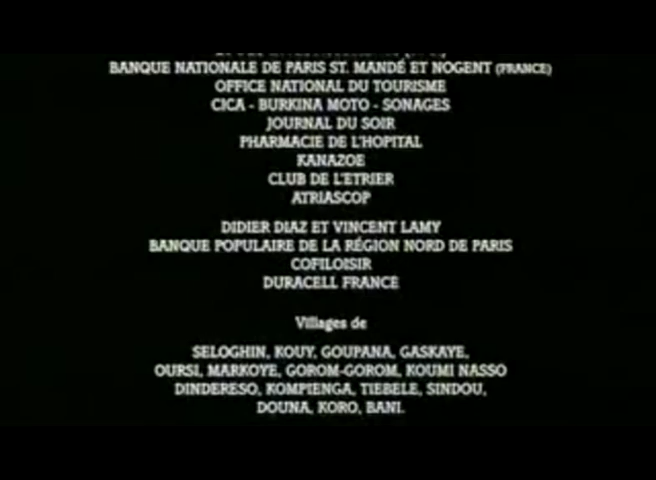 BANQUE NATIONALE DE PARIS ST. MANDÉ ET NOGENT (FRANCE)
OFFICE NATIONAL DU TOURISME
CICA - BURKINA MOTO - SONAGES
JOURNAL DU SOIR
PHARMACIE DE L'HOPITAL
KANAZOE
CLUB DE L'ETRIER
ATRIASCOP
DIDIER DIAZ ET VINCENT LAMY
BANQUE POPULAIRE DE LA RÉGION NORD DE PARIS
COFILOISIR
DURACELL FRANCE
Villages de
SELOGHIN, KOUY, GOUPANA, GASKAYE,
OURSI, MARKOYE, GOROM-GOROM, KOUMI NASSO
DINDERESO, KOMPIENGA, TIEBELE, SINDOU,
DOUNA, KORO, BANI.